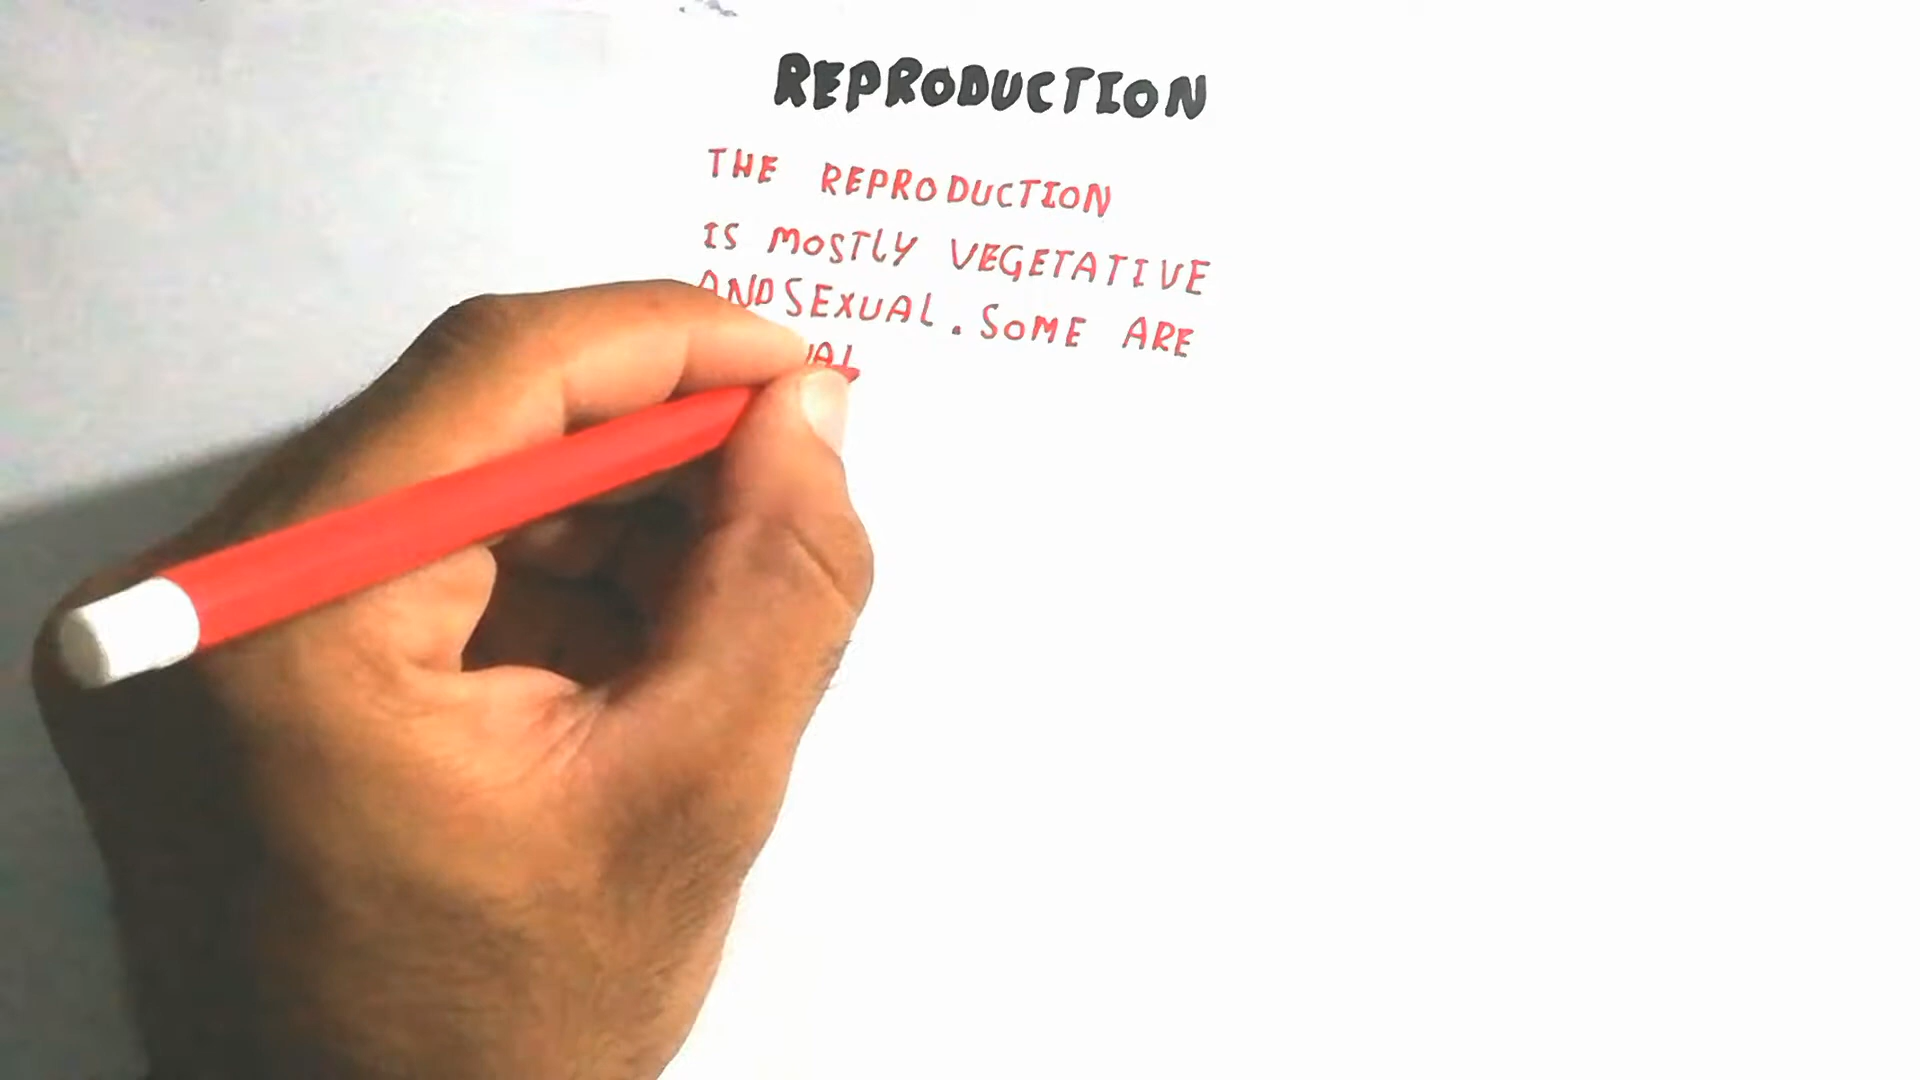 REPRODUCTION
THE REPRODUCTION
IS MOSTLY VEGETATIVE
AND SEXUAL. SOME ARE